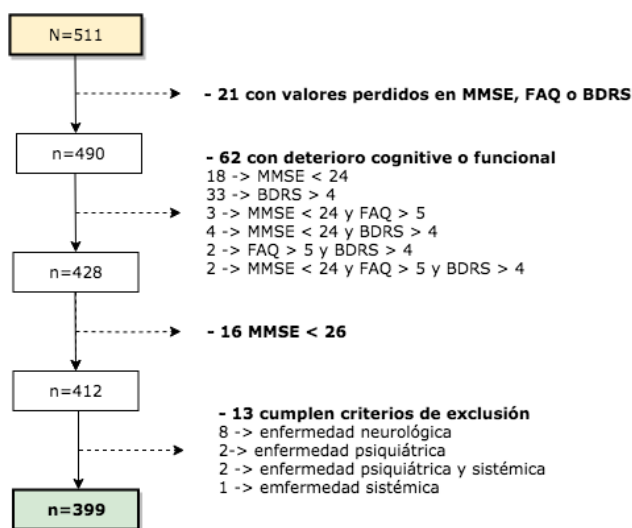 N=511
- 21 con valores perdidos en MMSE, FAQ o BDRS
n=490
- 62 con deterioro cognitive o funcional
18 -> MMSE < 24
33 -> BDRS > 4
3 -> MMSE < 24 y FAQ > 5
4 -> MMSE < 24 y BDRS > 4
2 -> FAQ > 5 y BDRS > 4
2 -> MMSE < 24 y FAQ > 5 y BDRS > 4
n=428
- 16 MMSE < 26
n=412
- 13 cumplen criterios de exclusión
8 -> enfermedad neurológica
2-> enfermedad psiquiátrica
2 -> enfermedad psiquiátrica y sistémica
1 -> emfermedad sistémica
n=399